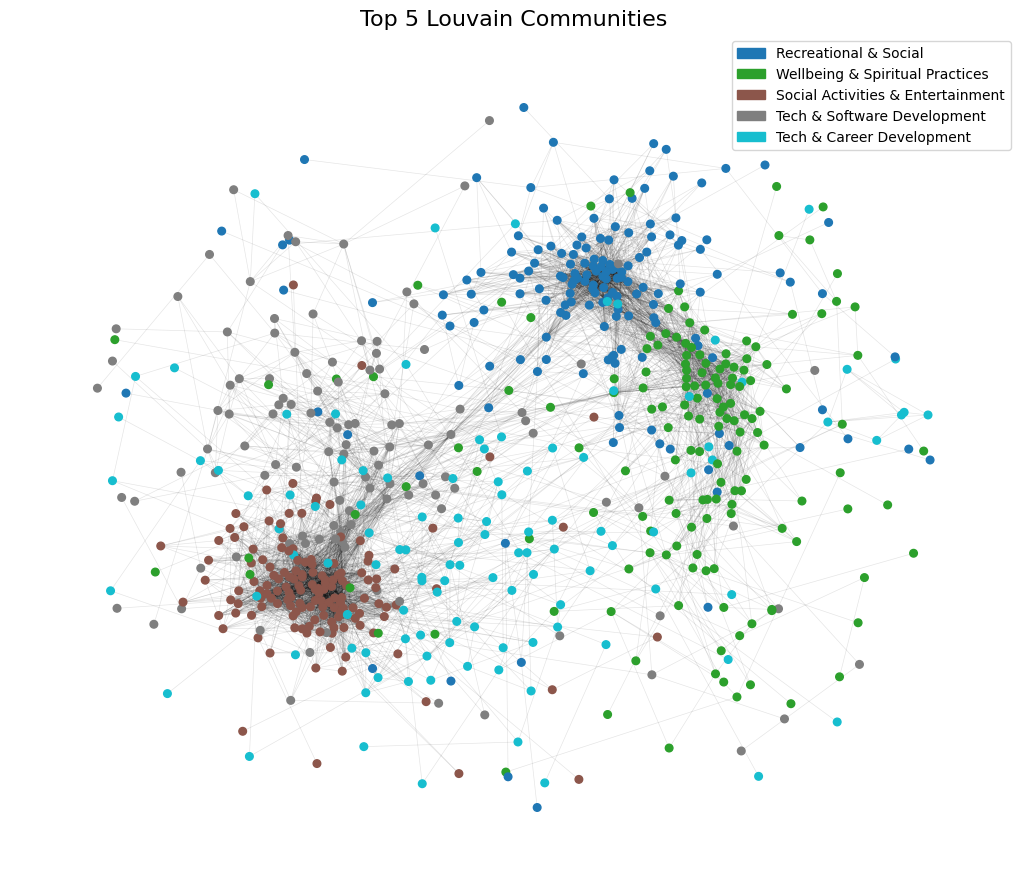 Top 5 Louvain Communities
Recreational & Social
Wellbeing & Spiritual Practices
Social Activities & Entertainment
Tech & Software Development
Tech & Career Development